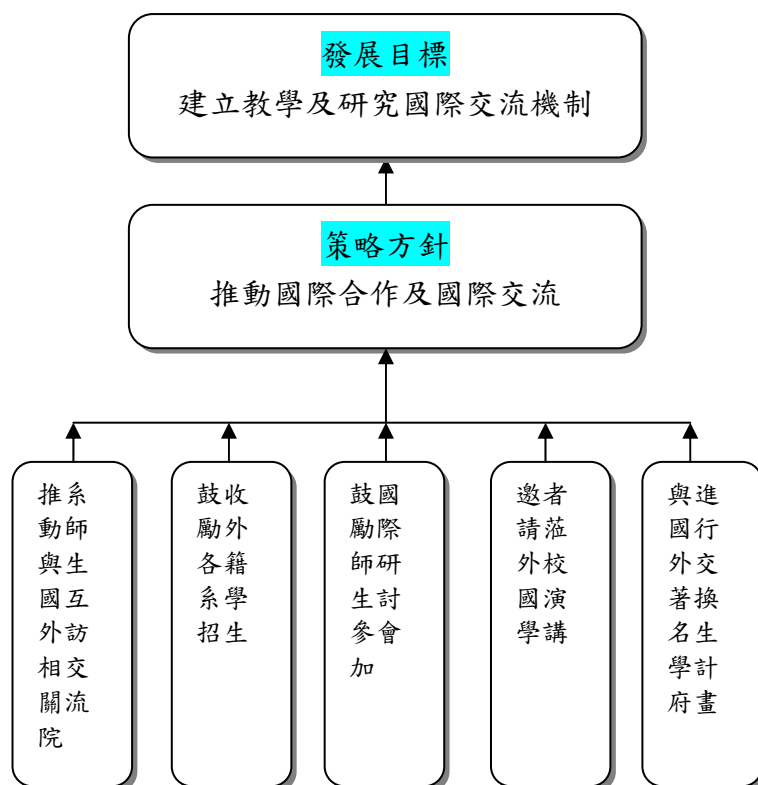 發展目標
建立教學及研究國際交流機制
策略方針
推動國際合作及國際交流
推動與國外相關院
系師生互訪交流
鼓勵各系招
收外籍學生
鼓勵師生參加
國際研討會
邀請外國學
者蒞校演講
與國外著名學府
進行交換生計畫